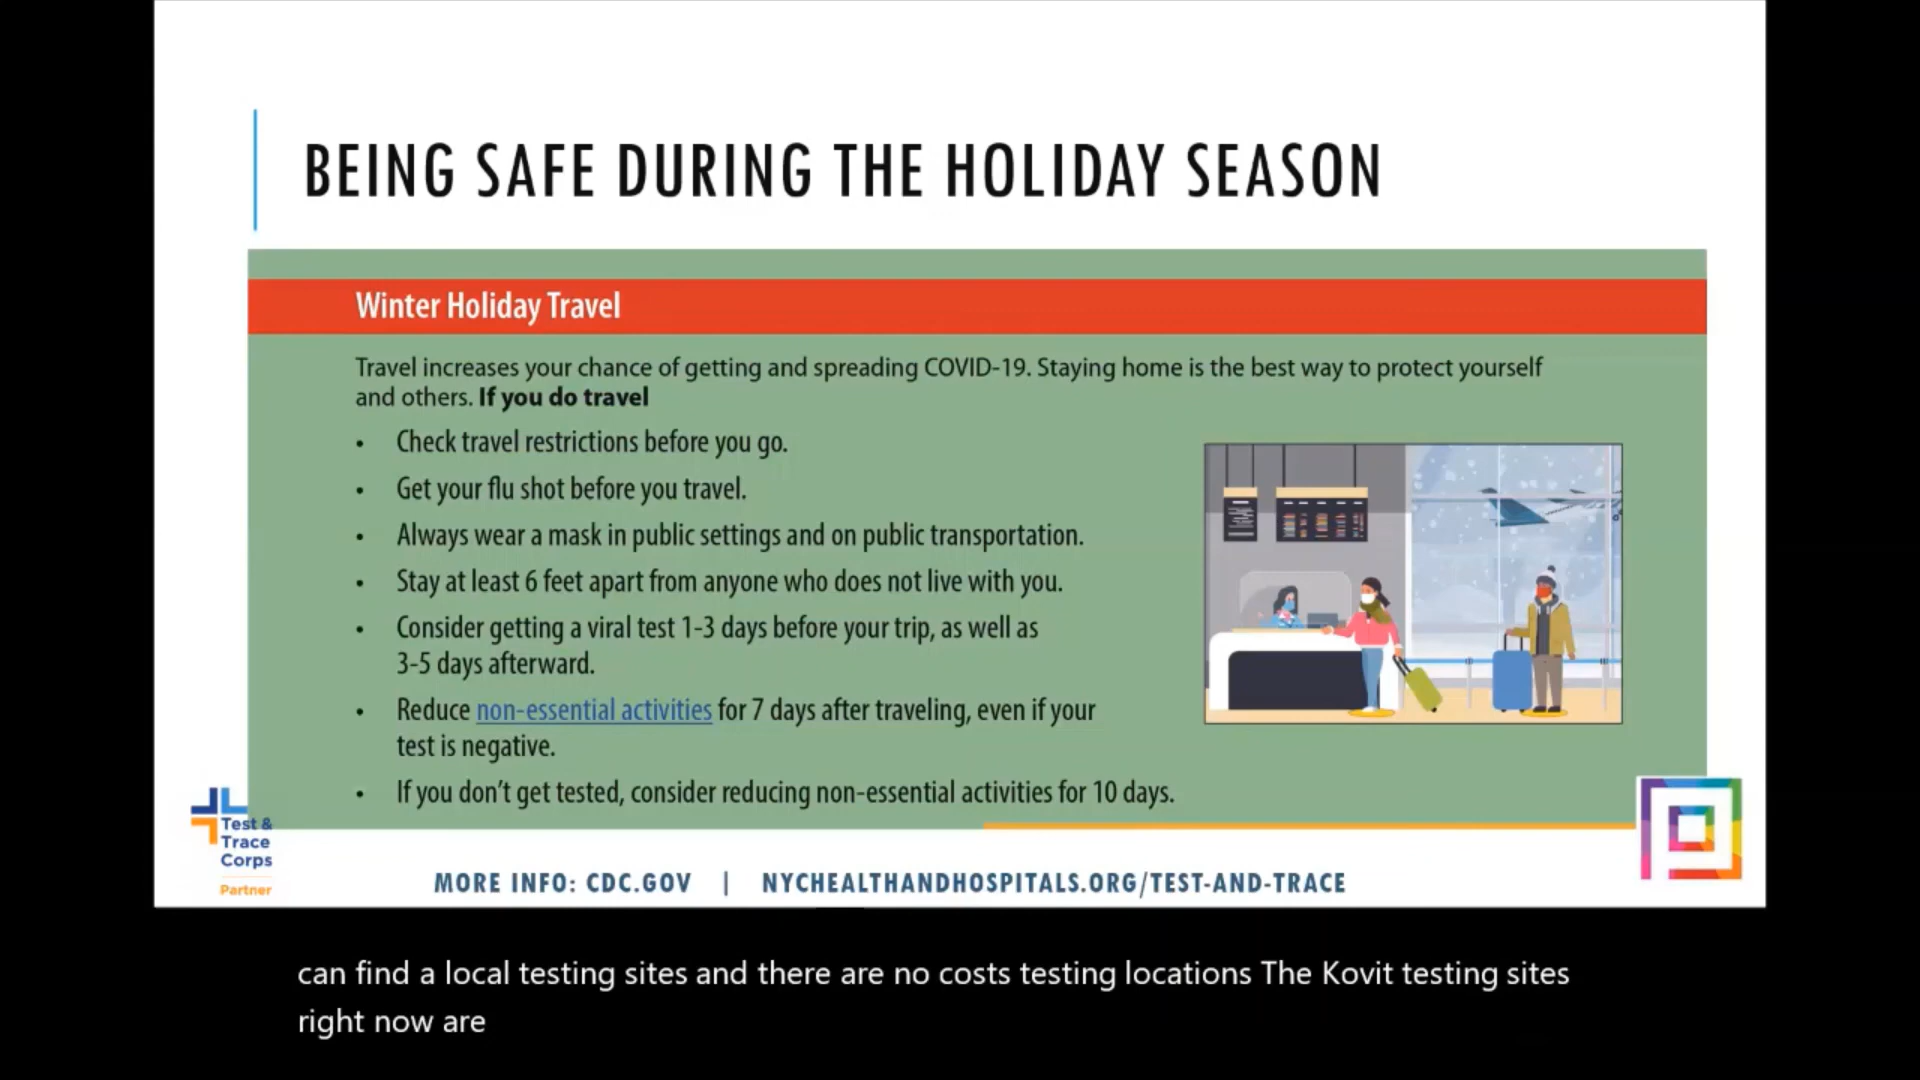 BEING SAFE DURING THE HOLIDAY SEASON
Winter Holiday Travel
Travel increases your chance of getting and spreading COVID-19. Staying home is the best way to protect yourself
and others. If you do travel
• Check travel restrictions before you go.
• Get your flu shot before you travel.
• Always wear a mask in public settings and on public transportation.
• Stay at least 6 feet apart from anyone who does not live with you.
• Consider getting a viral test 1-3 days before your trip, as well as
3-5 days afterward.
• Reduce non-essential activities for 7 days after traveling, even if your
test is negative.
• If you don't get tested, consider reducing non-essential activities for 10 days.
Test &
Trace
Corps
Partner
MORE INFO: CDC.GOV | NYCHEALTHANDHOSPITALS.ORG/TEST-AND-TRACE
can find a local testing sites and there are no costs testing locations The Kovit testing sites
right now are